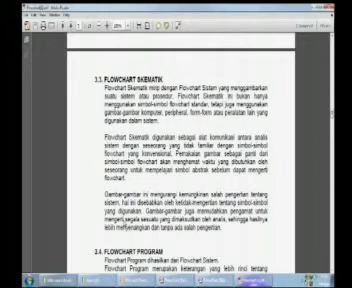 3.3. FLOWCHART SKEMATIK
Flowchart Skematik mirip dengan Flowchart Sistem yang menggambarkan
suatu sistem atau prosedur. Flowchart Skematik ini bukan hanya
menggunakan simbol-simbol flowchart standar, tetapi juga menggunakan
gambar-gambar komputer, peripheral, form-form atau peralatan lain yang
digunakan dalam sistem.
Flowchart Skematik digunakan sebagai alat komunikasi antara analis
sistem dengan seseorang yang tidak familiar dengan simbol-simbol
flowchart yang konvensional. Pemakaian gambar sebagai ganti dari
simbol-simbol flowchart akan menghemat waktu yang dibutuhkan oleh
seseorang untuk mempelajari simbol abstrak sebelum dapat mengerti
flowchart.
Gambar-gambar ini mengurangi kemungkinan salah pengertian tentang
sistem, hal ini disebabkan oleh ketidak-mengertian tentang simbol-simbol
yang digunakan. Gambar-gambar juga memudahkan pengamat untuk
mengerti segala sesuatu yang dimaksudkan oleh analis, sehingga hasilnya
lebih menyenangkan dan tanpa ada salah pengertian.
3.4. FLOWCHART PROGRAM
Flowchart Program dihasilkan dari Flowchart Sistem.
Flowchart Program merupakan keterangan yang lebih rinci tentang